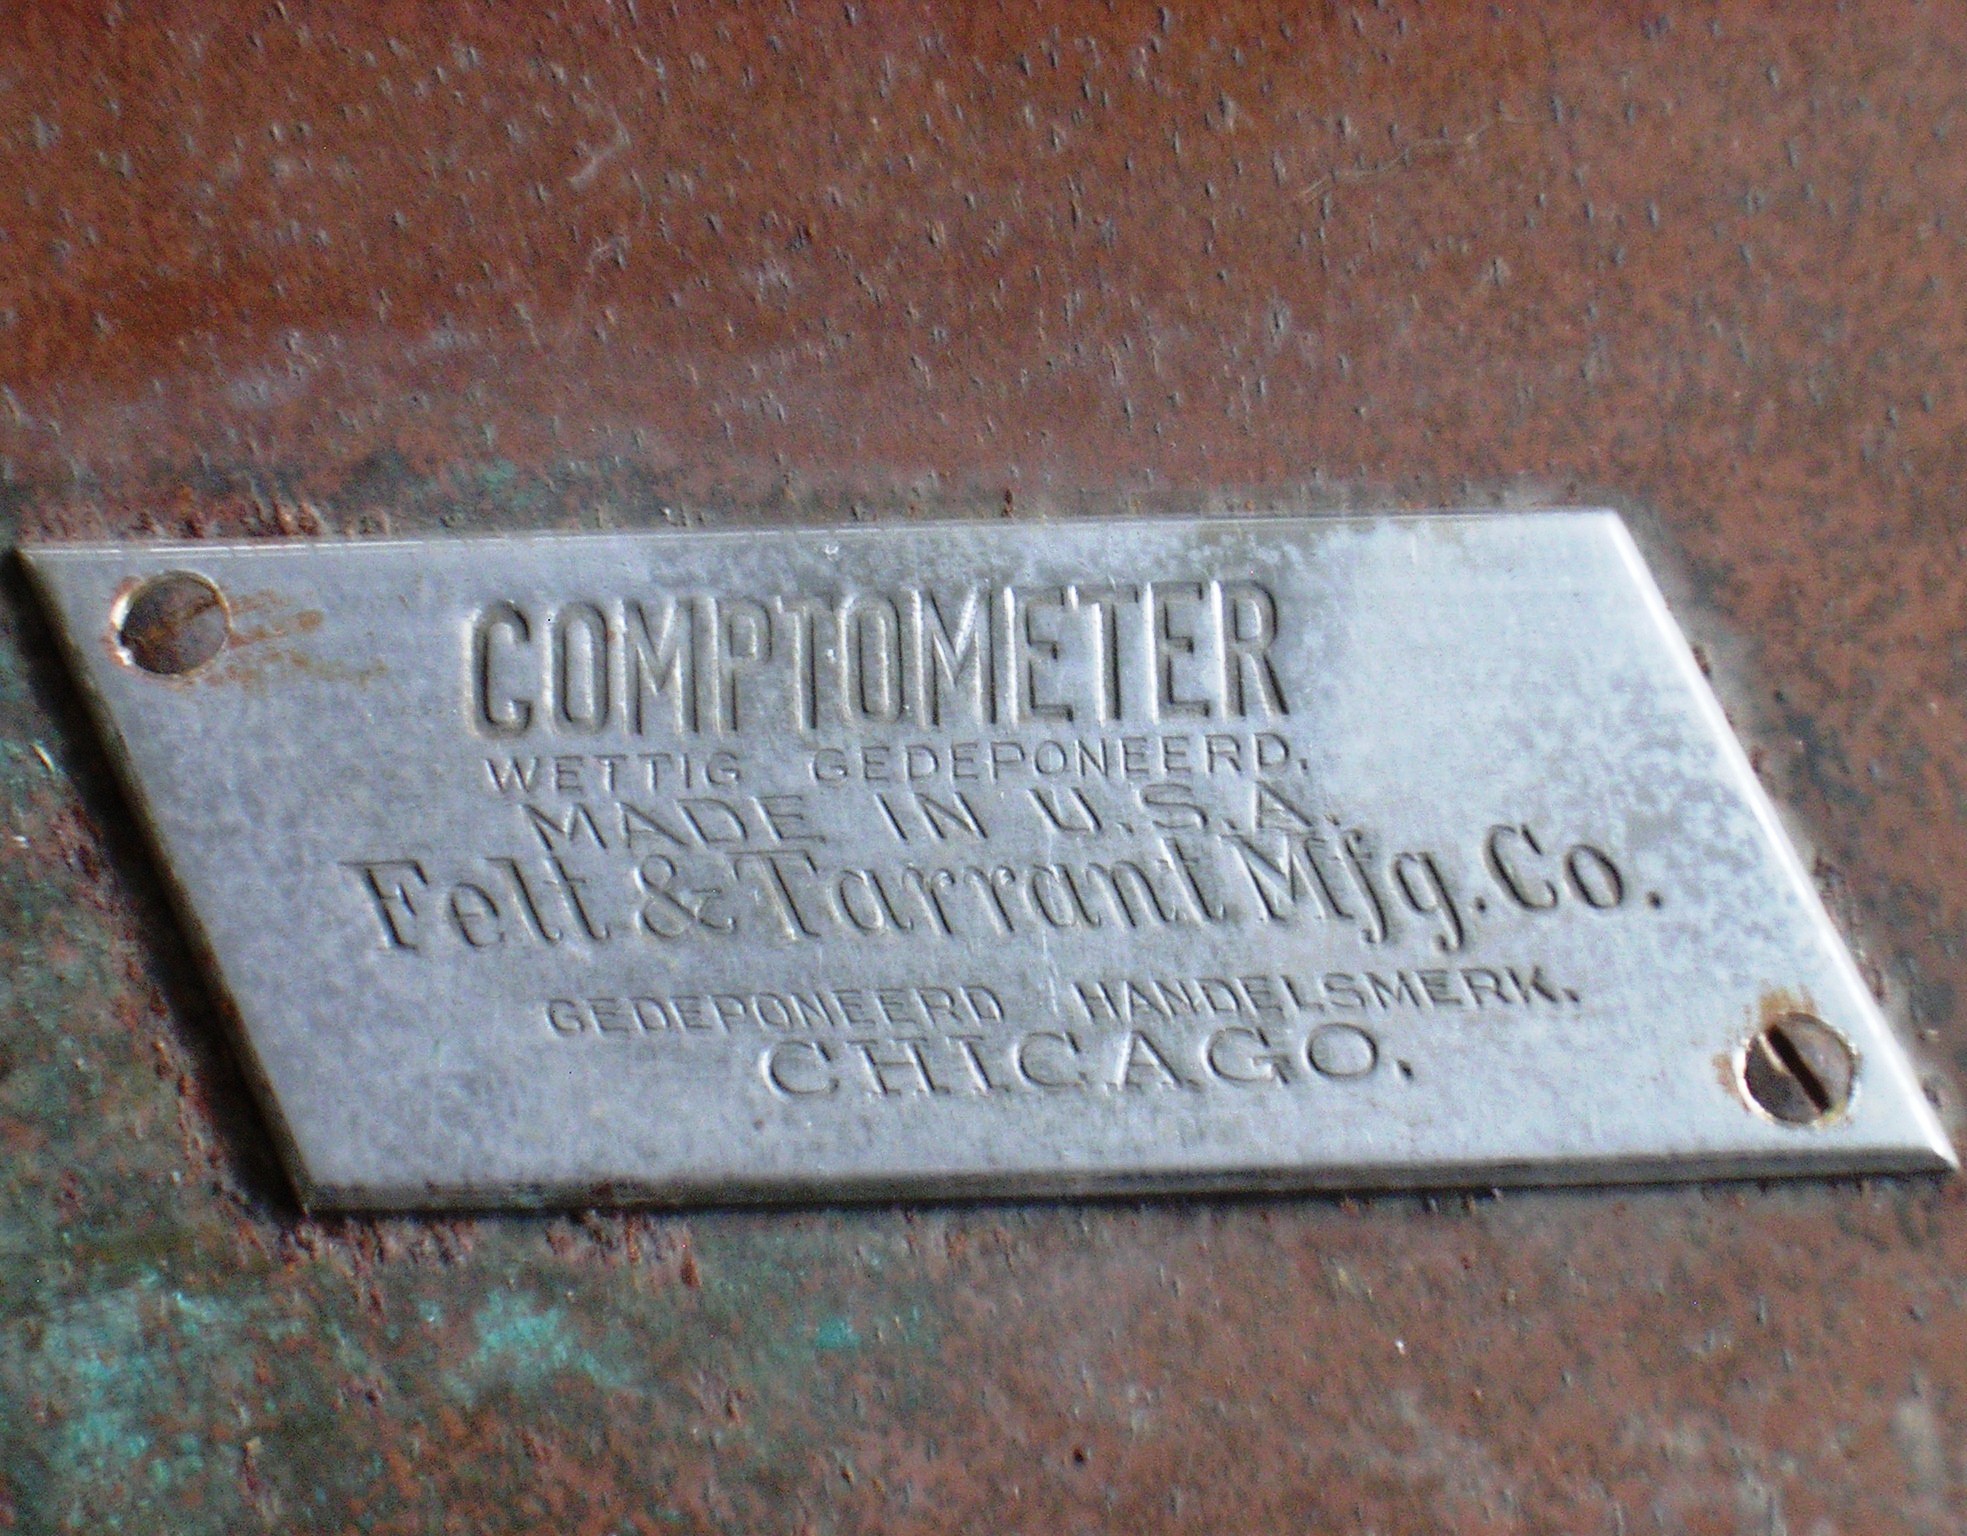 COMPTOMETER
WETTIG GEDEPONEERD.
MADE IN U.S.A.
Felt & Tarrant Mfg. Co.
GEDEPONEERD HANDELSMERK.
CHICAGO.